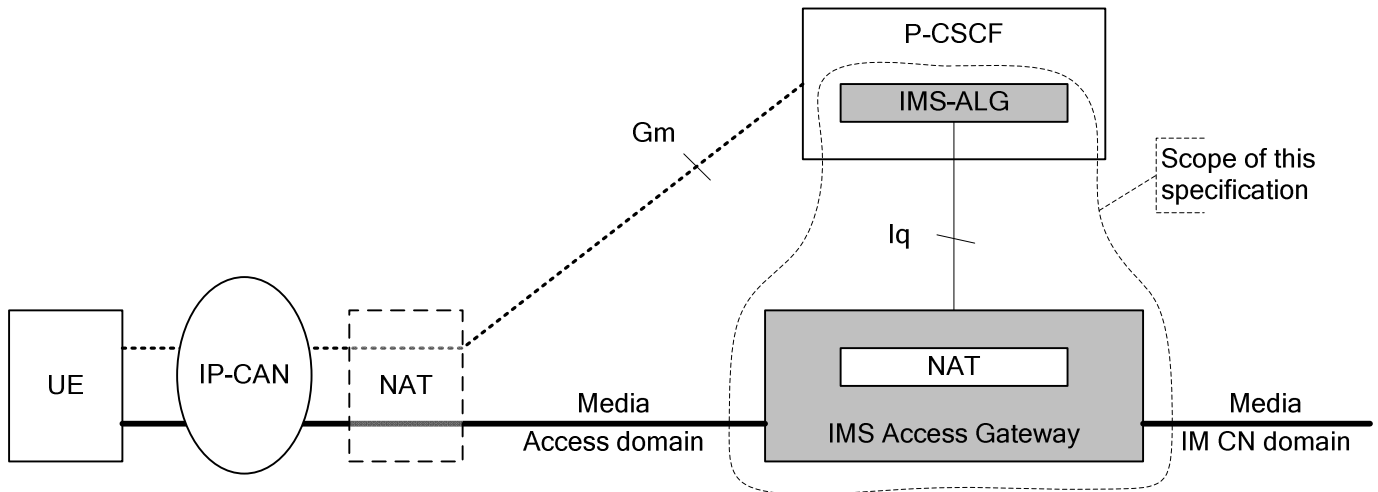 P-CSCF
IMS-ALG
Gm
Scope of this
specification
Iq
UE
IP-CAN
NAT
NAT
Media
Access domain
IMS Access Gateway
Media
IM CN domain